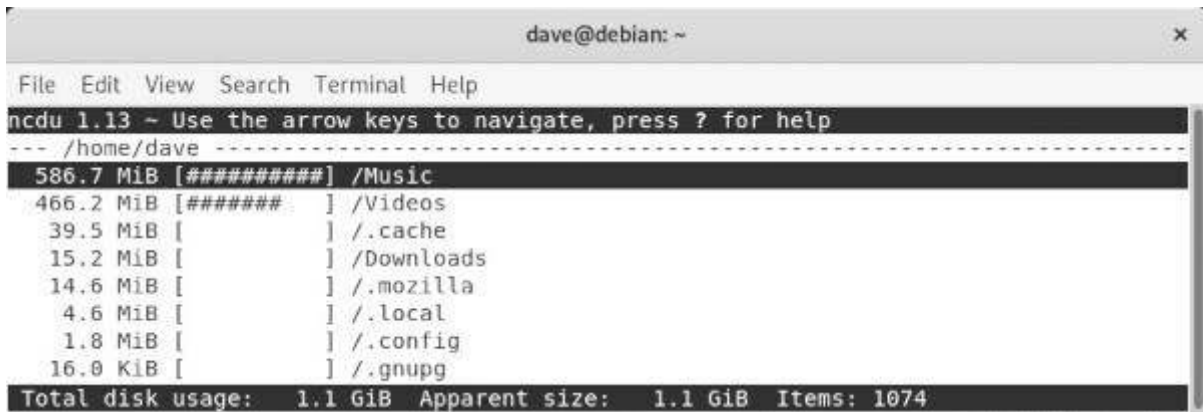 dave@debian: ~ ×
File Edit View Search Terminal Help
ncdu 1.13 ~ Use the arrow keys to navigate, press ? for help
--- /home/dave -----------------------------------------------------------------------
586.7 MiB [##########] /Music
466.2 MiB [#######   ] /Videos
39.5 MiB [          ] /.cache
15.2 MiB [          ] /Downloads
14.6 MiB [          ] /.mozilla
4.6 MiB [          ] /.local
1.8 MiB [          ] /.config
16.0 KiB [          ] /.gnupg
Total disk usage:   1.1 GiB  Apparent size:   1.1 GiB  Items: 1074